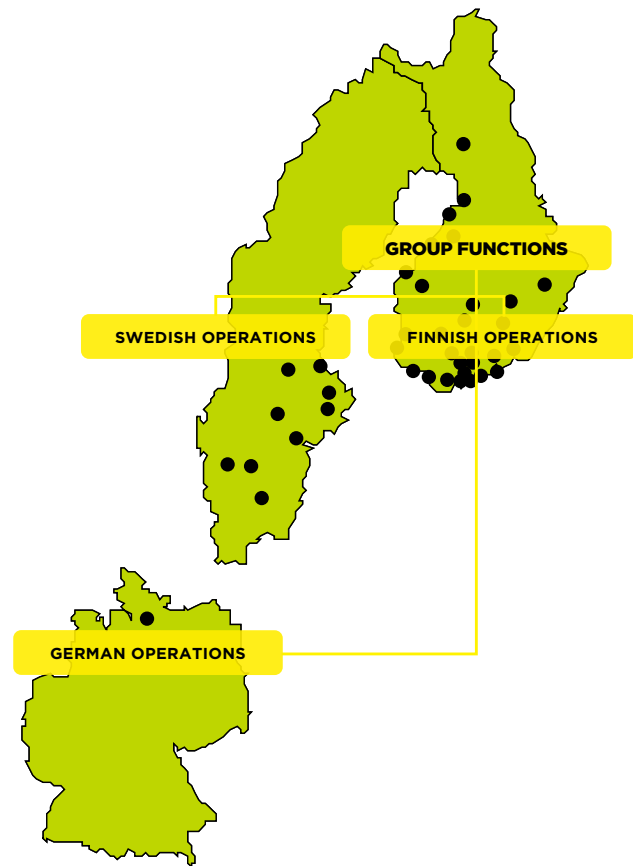 GROUP FUNCTIONS
SWEDISH OPERATIONS
FINNISH OPERATIONS
GERMAN OPERATIONS